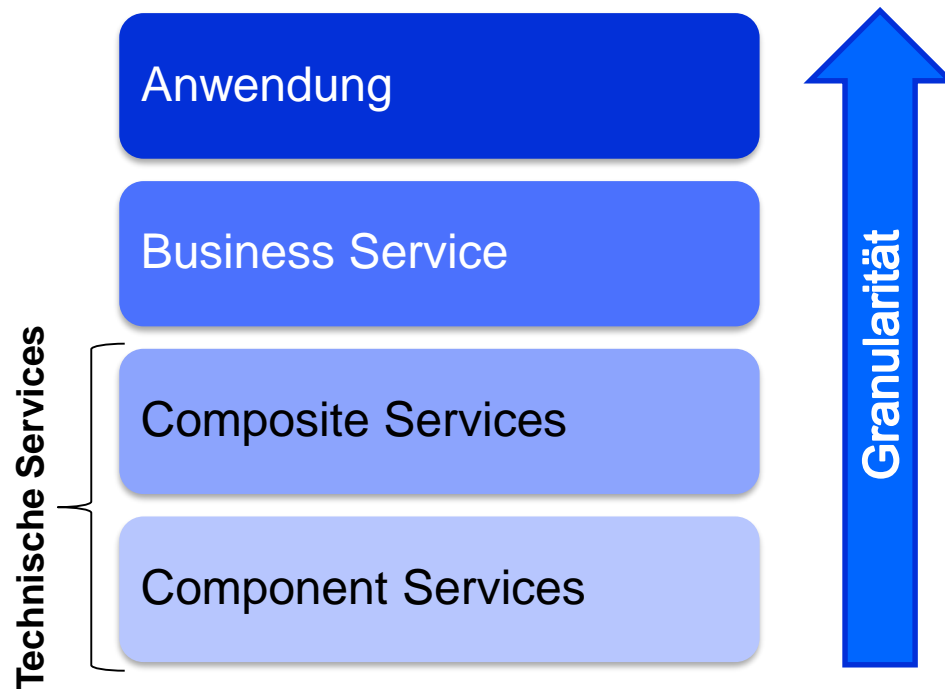 Anwendung
Business Service
Composite Services
Component Services
Technische Services
Granularität